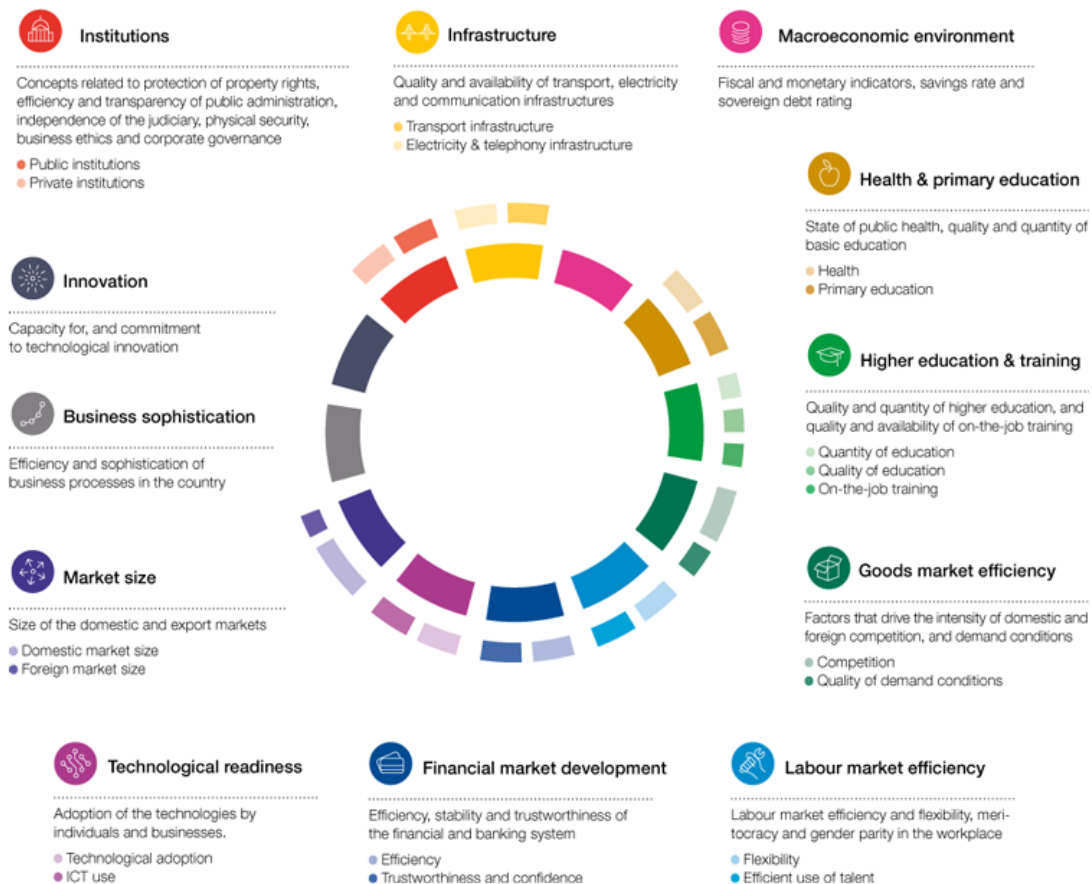 Institutions
Concepts related to protection of property rights,
efficiency and transparency of public administration,
independence of the judiciary, physical security,
business ethics and corporate governance
Public institutions
Private institutions
Infrastructure
Quality and availability of transport, electricity
and communication infrastructures
Transport infrastructure
Electricity & telephony infrastructure
Macroeconomic environment
Fiscal and monetary indicators, savings rate and
sovereign debt rating
Health & primary education
State of public health, quality and quantity of
basic education
Health
Primary education
Innovation
Capacity for, and commitment
to technological innovation
Higher education & training
Quality and quantity of higher education, and
quality and availability of on-the-job training
Quantity of education
Quality of education
On-the-job training
Business sophistication
Efficiency and sophistication of
business processes in the country
Market size
Size of the domestic and export markets
Domestic market size
Foreign market size
Goods market efficiency
Factors that drive the intensity of domestic and
foreign competition, and demand conditions
Competition
Quality of demand conditions
Technological readiness
Adoption of the technologies by
individuals and businesses.
Technological adoption
ICT use
Financial market development
Efficiency, stability and trustworthiness of
the financial and banking system
Efficiency
Trustworthiness and confidence
Labour market efficiency
Labour market efficiency and flexibility, meri-
tocracy and gender parity in the workplace
Flexibility
Efficient use of talent